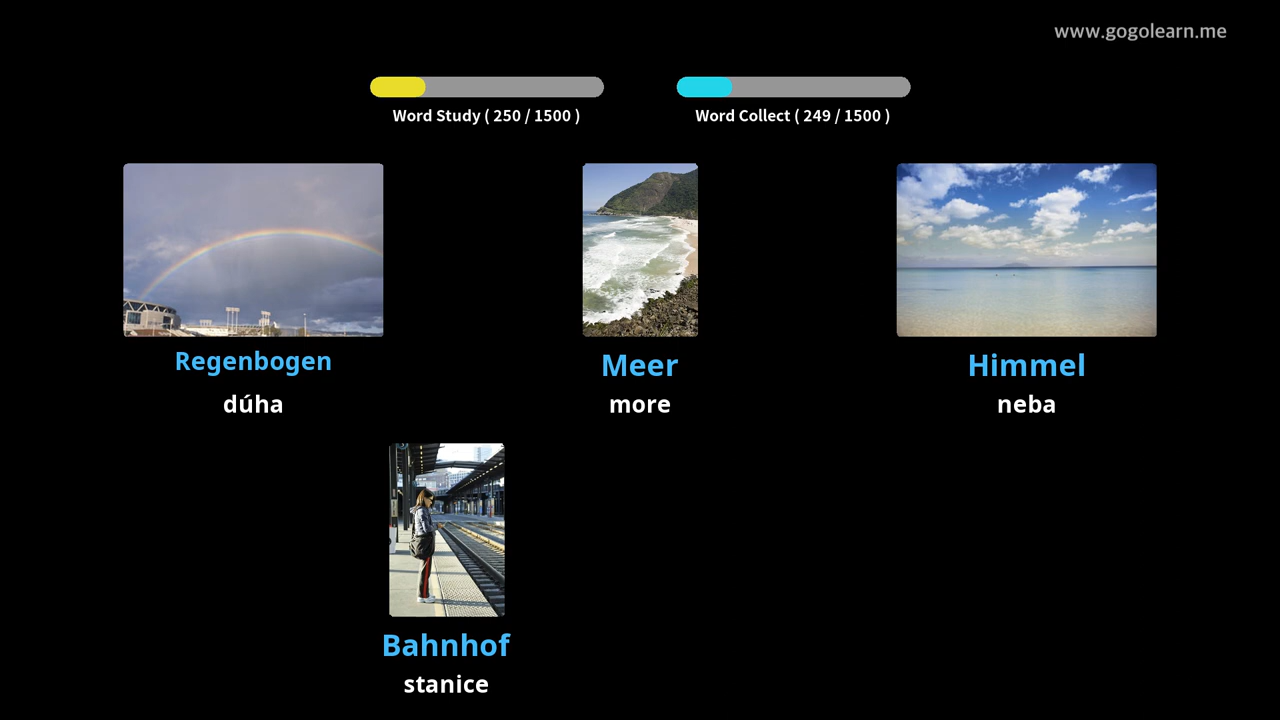 www.gogolearn.me
Word Study ( 250 / 1500 )
Word Collect ( 249 / 1500 )
Regenbogen
dúha
Meer
more
Himmel
neba
Bahnhof
stanice